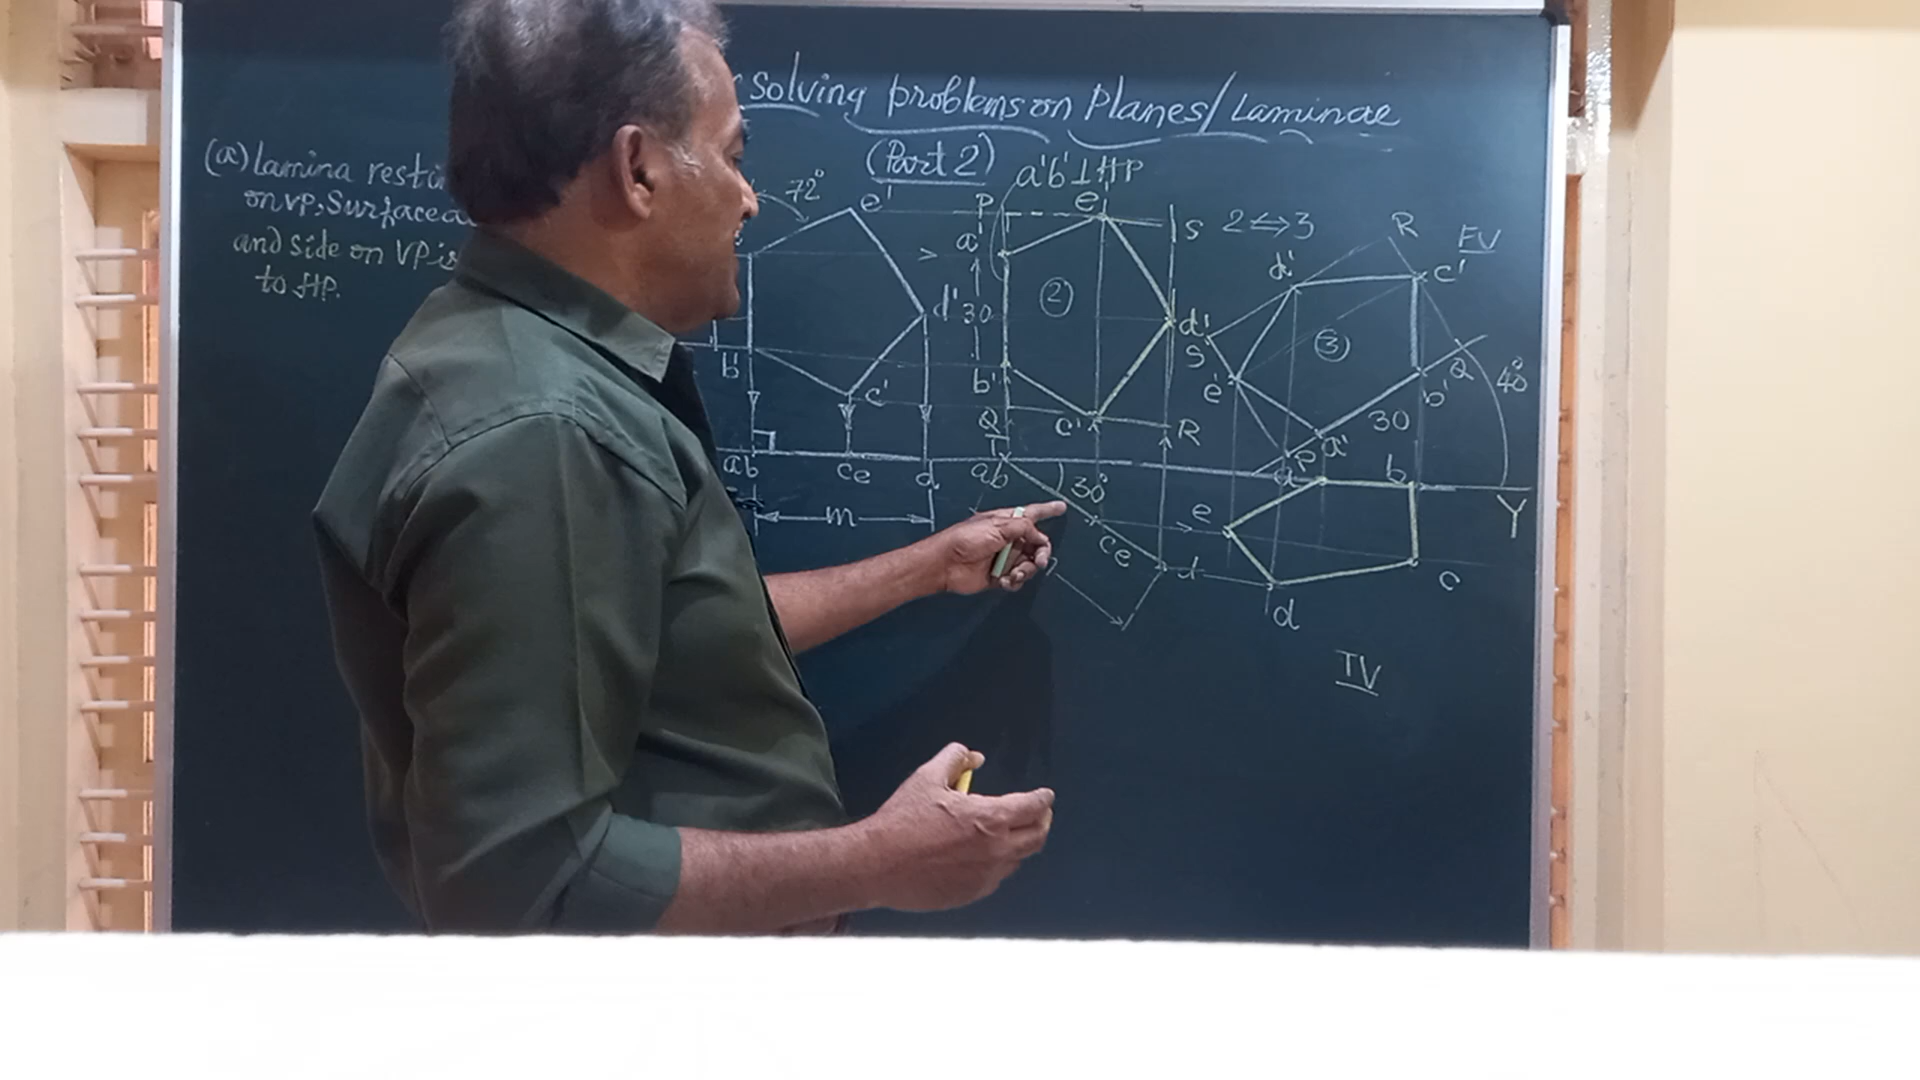 solving problems on Planes/Laminae
(Part 2)
(a) lamina
on VP, Surface
and side on VP is
to HP.
72°
e'
d'
b'
c'
ab
ce
d
m
a'b' ⊥ HP
P
e'
S
a'
30
②
d'
b'
Q
c'
R
ab
30°
ce
d
2 ⇔ 3
R
FV
d'
c'
③
S
e'
b'
Q
40°
30
a'
P
a
b
Y
e
c
d
TV